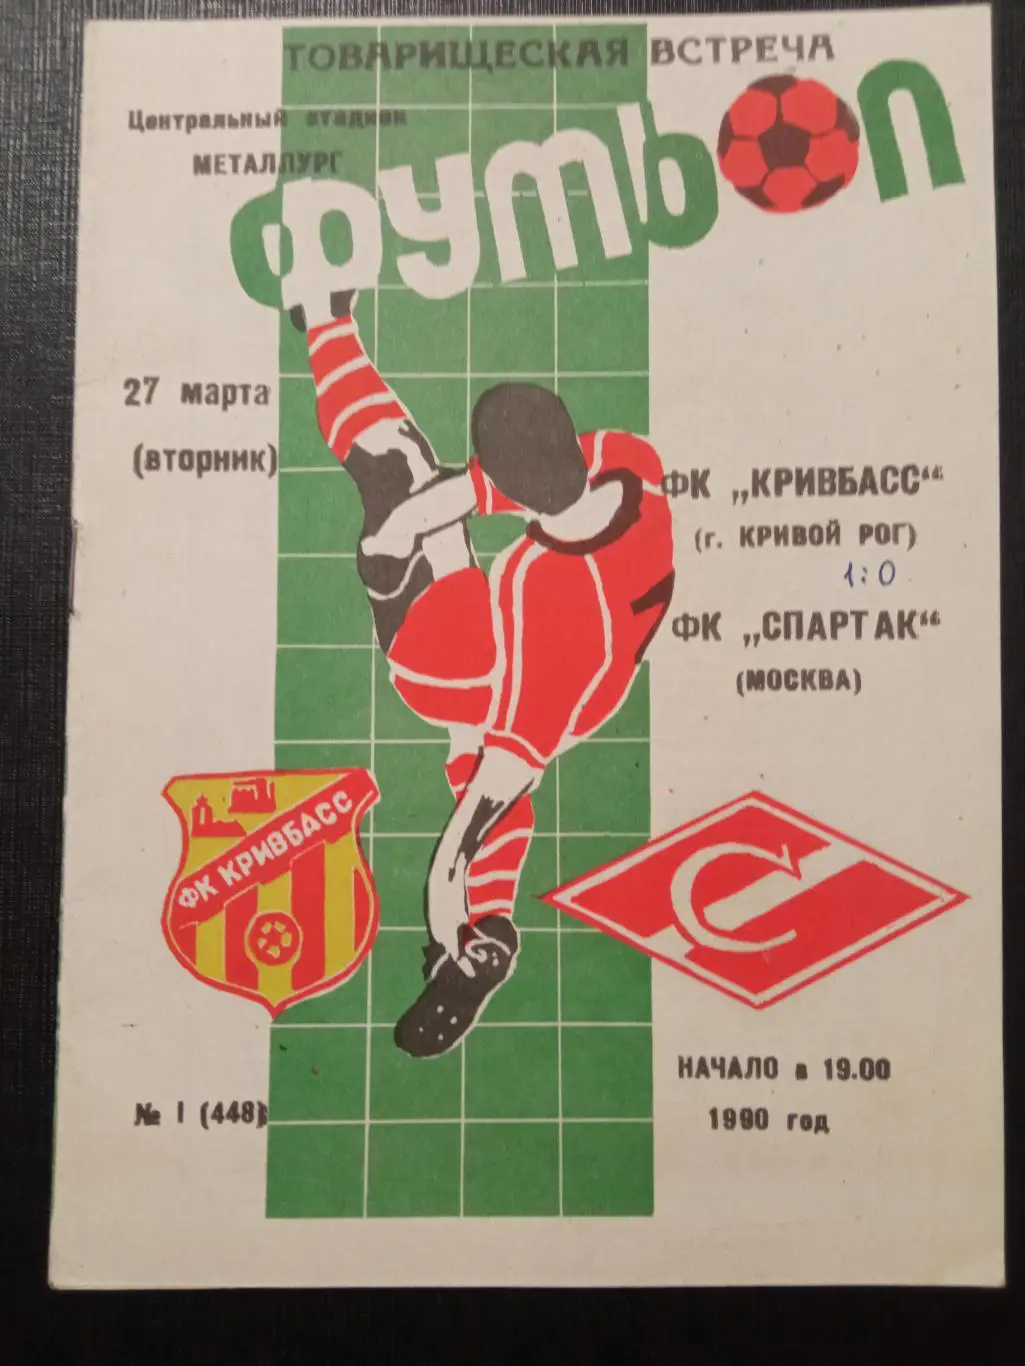 ТОВАРИЩЕСКАЯ ВСТРЕЧА
Центральный стадион
МЕТАЛЛУРГ
ФУТБОЛ
27 марта
(вторник)
ФК „КРИВБАСС“
(г. КРИВОЙ РОГ)
1:0
ФК „СПАРТАК“
(МОСКВА)
ФК КРИВБАСС
С
НАЧАЛО в 19.00
№ I (448)
1990 год